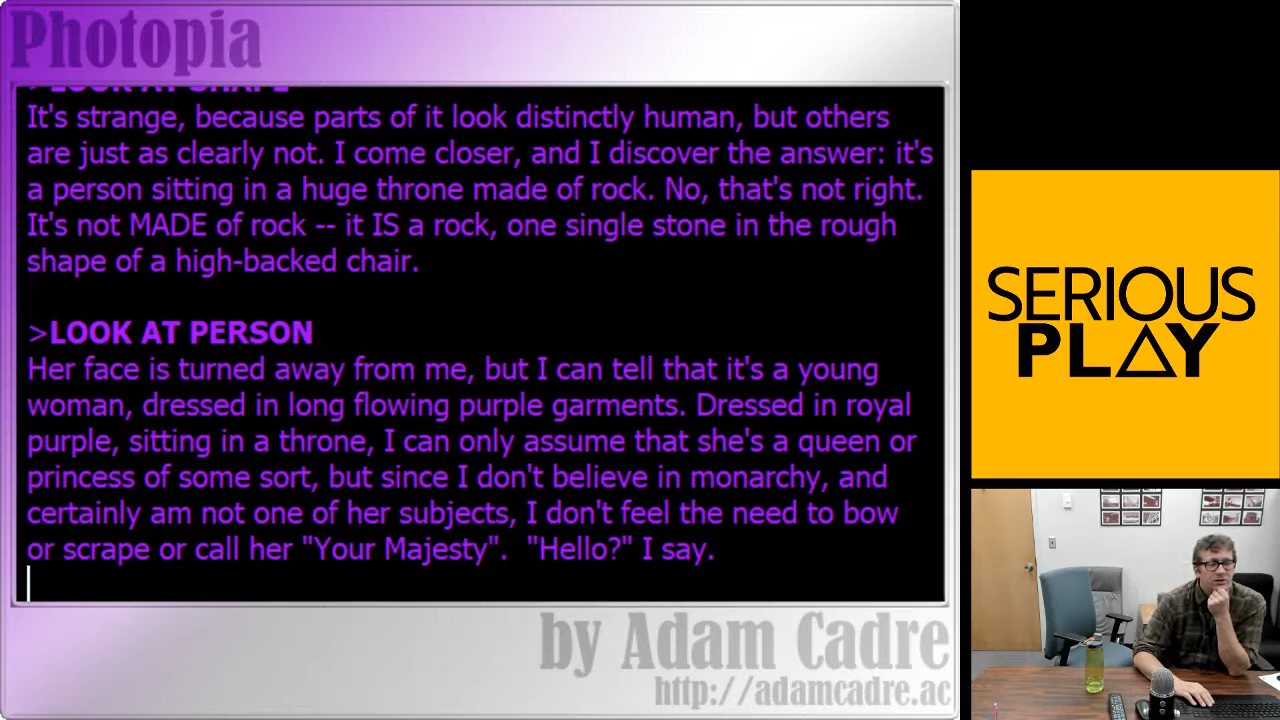 Photopia
>LOOK AT SHAPE
It's strange, because parts of it look distinctly human, but others
are just as clearly not. I come closer, and I discover the answer: it's
a person sitting in a huge throne made of rock. No, that's not right.
It's not MADE of rock -- it IS a rock, one single stone in the rough
shape of a high-backed chair.
>LOOK AT PERSON
Her face is turned away from me, but I can tell that it's a young
woman, dressed in long flowing purple garments. Dressed in royal
purple, sitting in a throne, I can only assume that she's a queen or
princess of some sort, but since I don't believe in monarchy, and
certainly am not one of her subjects, I don't feel the need to bow
or scrape or call her "Your Majesty".  "Hello?" I say.
by Adam Cadre
http://adamcadre.ac
SERIOUS
PLAY